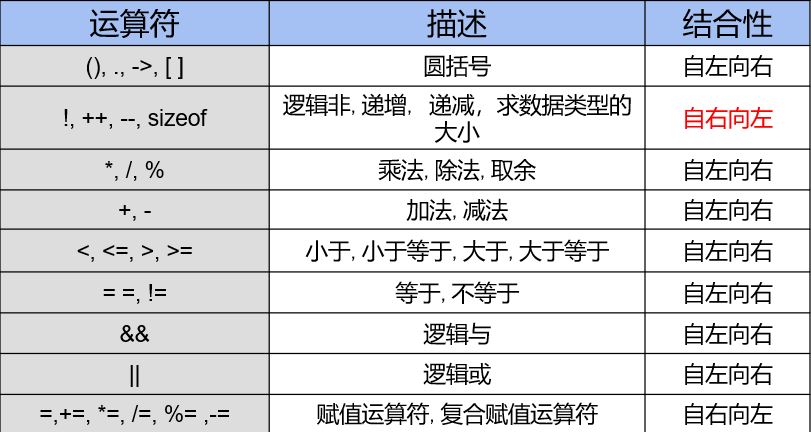 运算符 描述 结合性
(), ., ->, [ ] 圆括号 自左向右
!, ++, --, sizeof 逻辑非, 递增, 递减，求数据类型的
大小 自右向左
*, /, % 乘法, 除法, 取余 自左向右
+, - 加法, 减法 自左向右
<, <=, >, >= 小于, 小于等于, 大于, 大于等于 自左向右
= =, != 等于, 不等于 自左向右
&& 逻辑与 自左向右
|| 逻辑或 自左向右
=,+=, *=, /=, %= ,-= 赋值运算符, 复合赋值运算符 自右向左